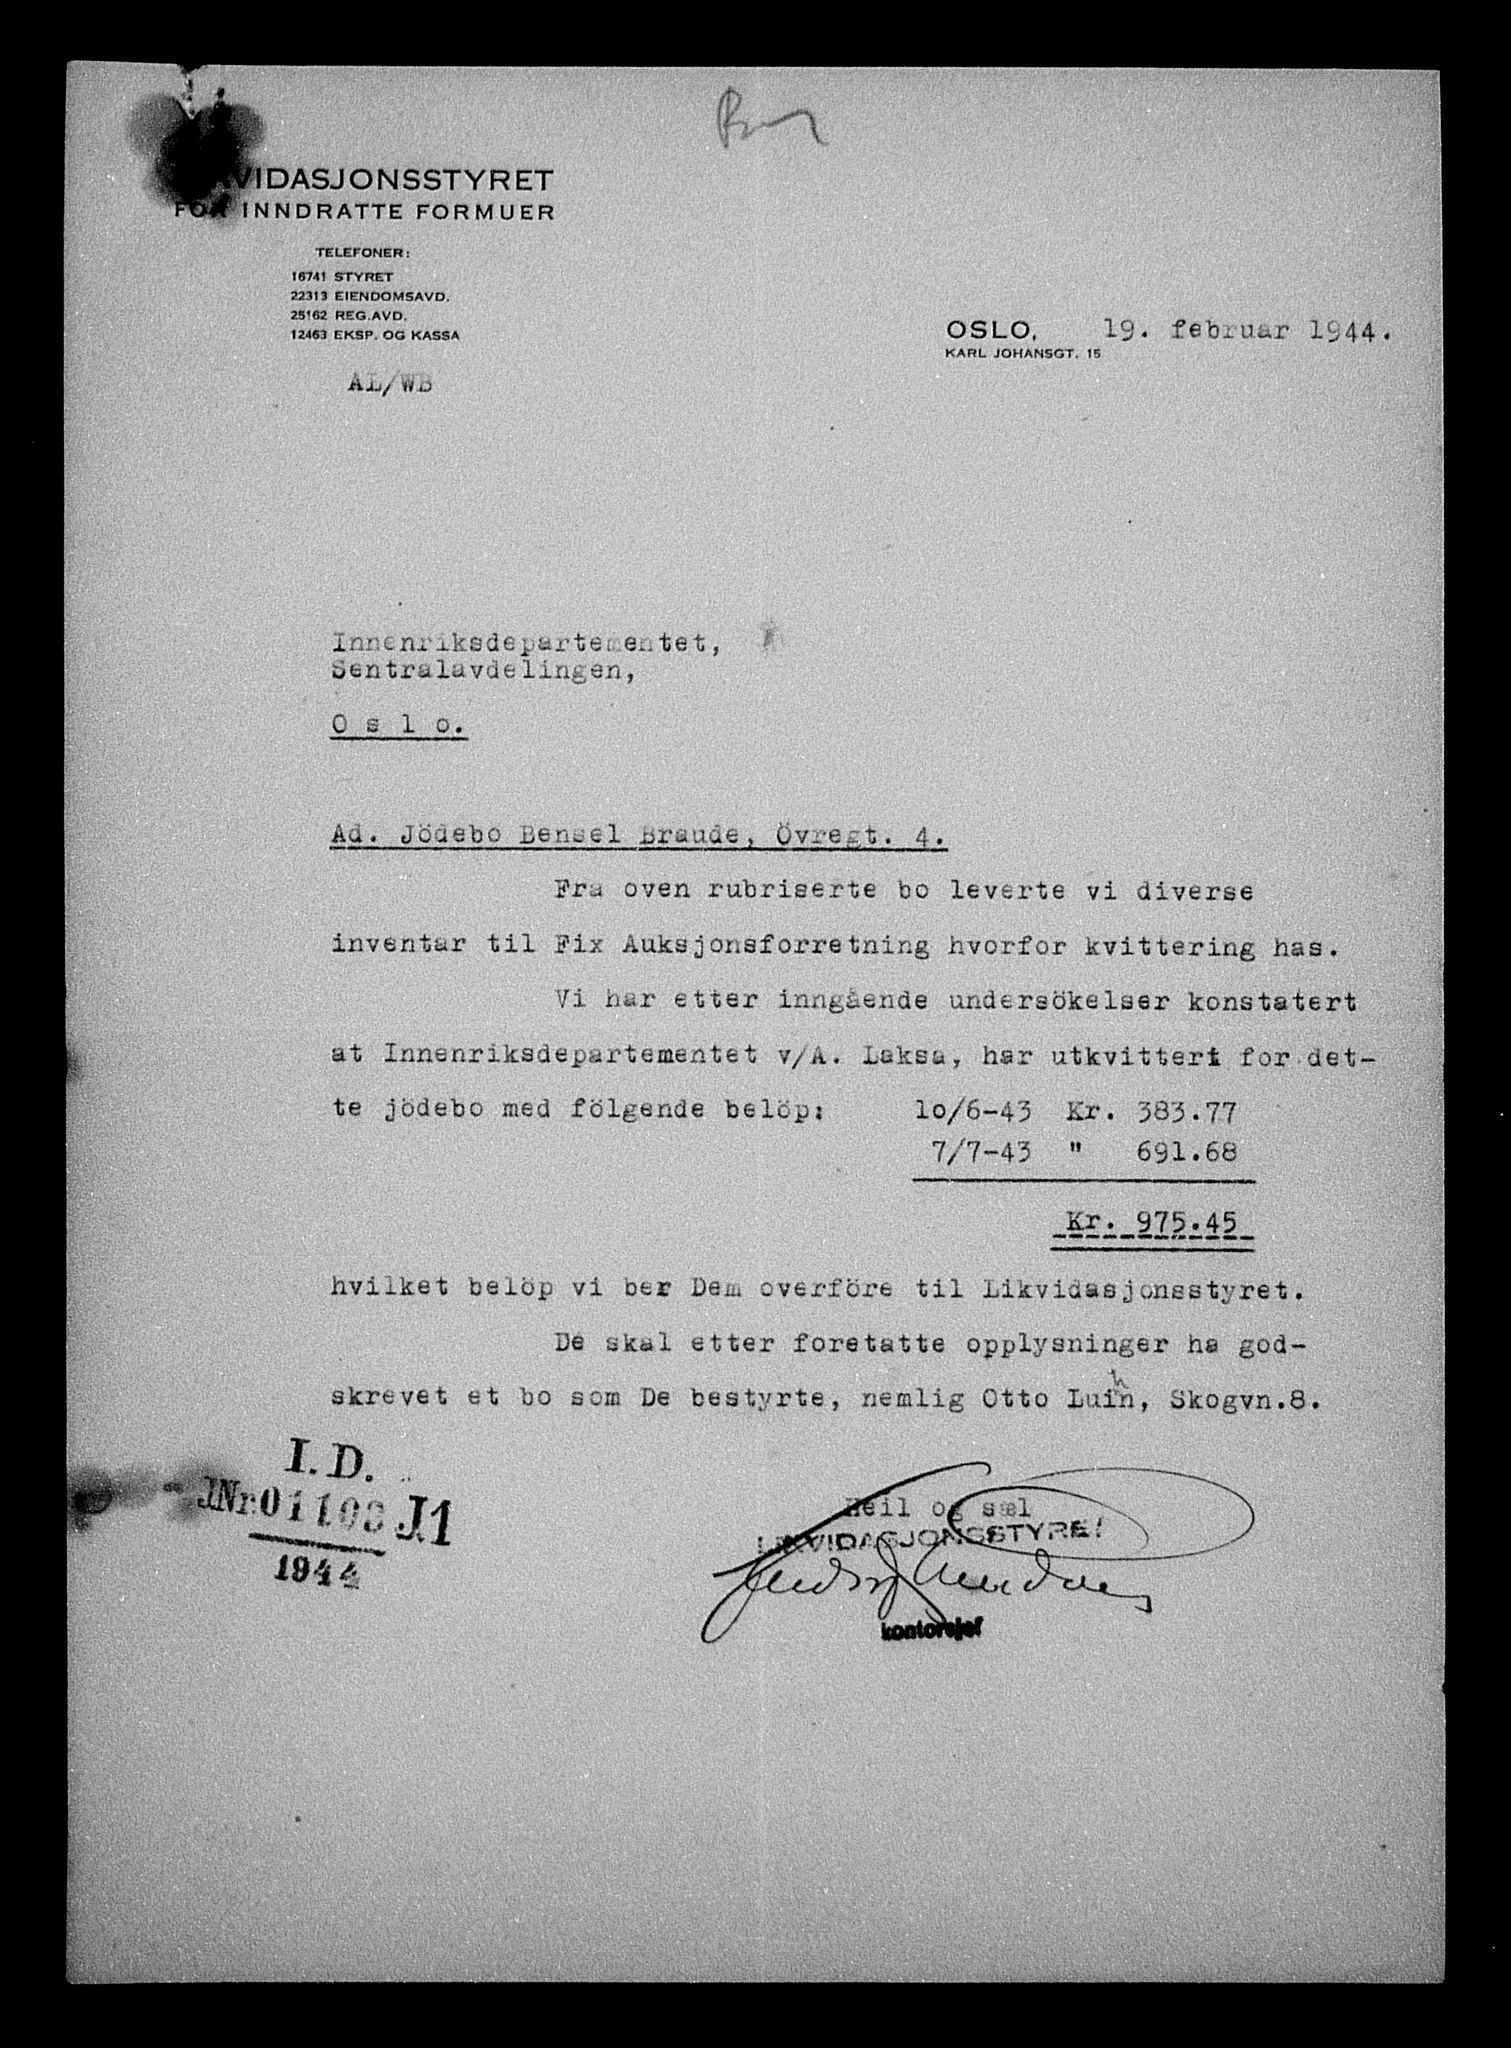 LIKVIDASJONSSTYRET
FOR INNDRATTE FORMUER
TELEFONER:
16741 STYRET
22313 EIENDOMSAVD.
25162 REG.AVD.
12463 EKSP. OG KASSA
AL/WB
OSLO, 19. februar 1944.
KARL JOHANSGT. 15
Innenriksdepartementet,
Sentralavdelingen,
O s l o.
Ad. Jödebo Bensel Braude, Övregt. 4.
Fra oven rubriserte bo leverte vi diverse
inventar til Fix Auksjonsforretning hvorfor kvittering has.
Vi har etter inngående undersökelser konstatert
at Innenriksdepartementet v/A. Laksa, har utkvittert for det-
te jödebo med fölgende belöp: 10/6-43 Kr. 383.77
7/7-43 " 691.68
Kr. 975.45
hvilket belöp vi ber Dem overföre til Likvidasjonsstyret.
De skal etter foretatte opplysninger ha god-
skrevet et bo som De bestyrte, nemlig Otto Luih, Skogvn.8.
I.D.
J.Nr. J.1
1944
Heil og sæl
LIKVIDASJONSSTYRET
kontorsjef